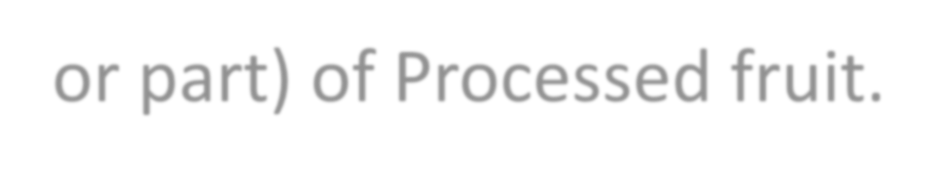 or part) of Processed fruit.